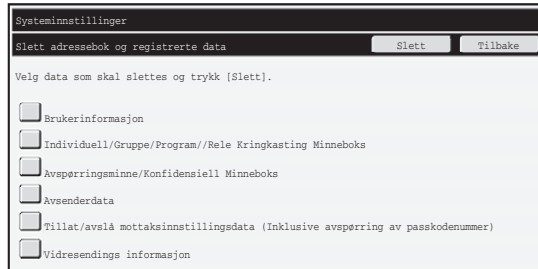 Systeminnstillinger
Slett adressebok og registrerte data Slett Tilbake
Velg data som skal slettes og trykk [Slett].
Brukerinformasjon
Individuell/Gruppe/Program//Rele Kringkasting Minneboks
Avspørringsminne/Konfidensiell Minneboks
Avsenderdata
Tillat/avslå mottaksinnstillingsdata (Inklusive avspørring av passkodenummer)
Vidresendings informasjon